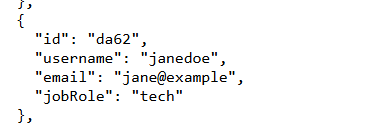 },
{
  "id": "da62",
  "username": "janedoe",
  "email": "jane@example",
  "jobRole": "tech"
},